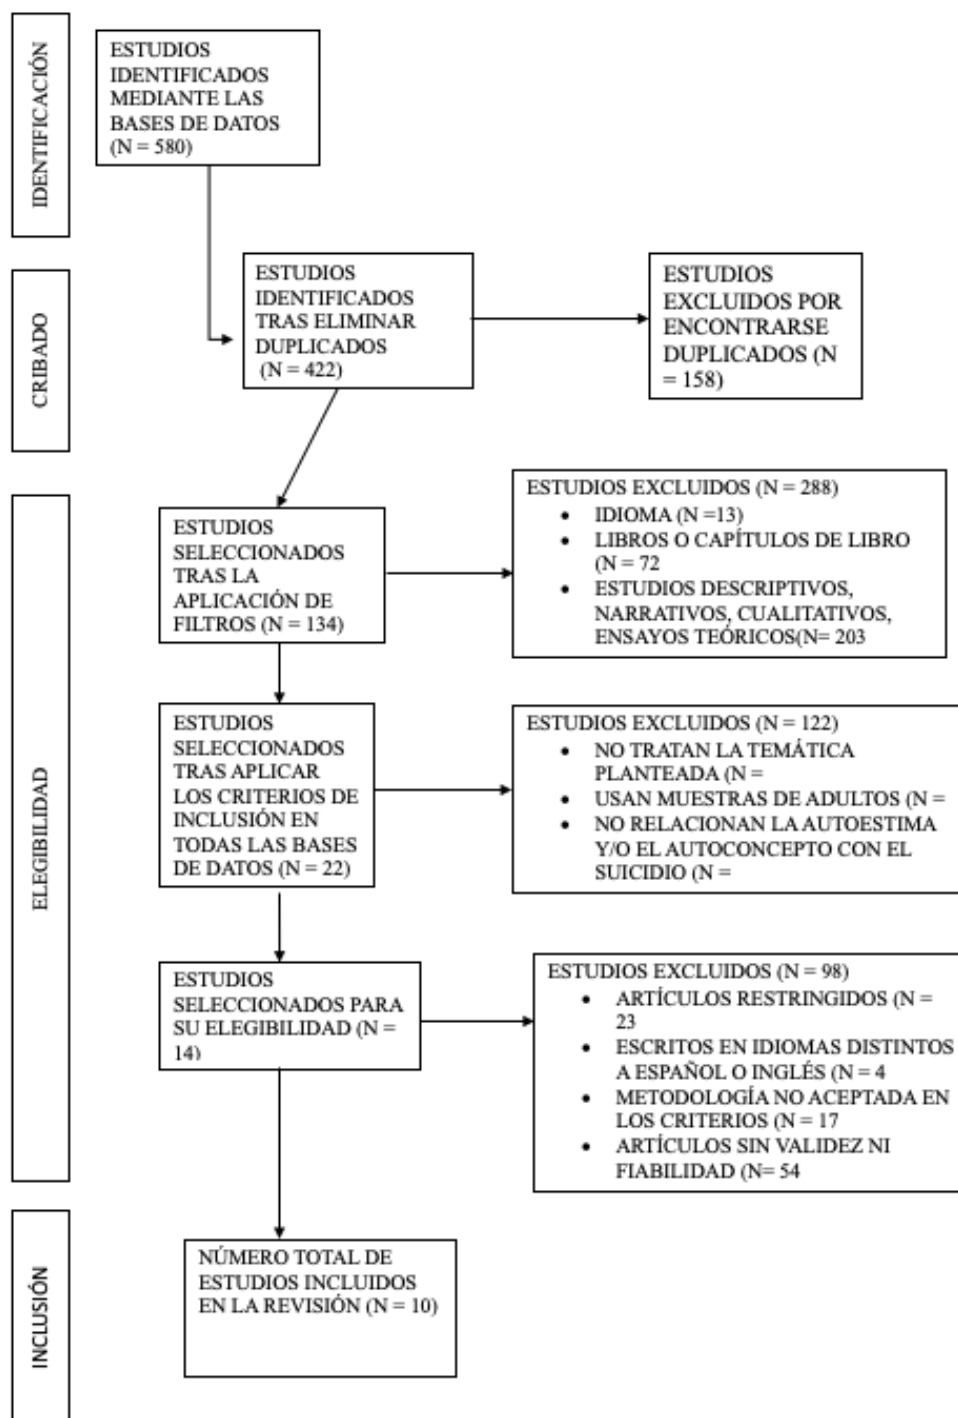 IDENTIFICACIÓN
ESTUDIOS
IDENTIFICADOS
MEDIANTE LAS
BASES DE DATOS
(N = 580)
CRIBADO
ESTUDIOS
IDENTIFICADOS
TRAS ELIMINAR
DUPLICADOS
(N = 422)
ESTUDIOS
EXCLUIDOS POR
ENCONTRARSE
DUPLICADOS (N
= 158)
ELEGIBILIDAD
ESTUDIOS
SELECCIONADOS
TRAS LA
APLICACIÓN DE
FILTROS (N = 134)
ESTUDIOS EXCLUIDOS (N = 288)
• IDIOMA (N =13)
• LIBROS O CAPÍTULOS DE LIBRO
(N = 72
• ESTUDIOS DESCRIPTIVOS,
NARRATIVOS, CUALITATIVOS,
ENSAYOS TEÓRICOS(N= 203
ESTUDIOS
SELECCIONADOS
TRAS APLICAR
LOS CRITERIOS DE
INCLUSIÓN EN
TODAS LAS BASES
DE DATOS (N = 22)
ESTUDIOS EXCLUIDOS (N = 122)
• NO TRATAN LA TEMÁTICA
PLANTEADA (N =
• USAN MUESTRAS DE ADULTOS (N =
• NO RELACIONAN LA AUTOESTIMA
Y/O EL AUTOCONCEPTO CON EL
SUICIDIO (N =
ESTUDIOS
SELECCIONADOS PARA
SU ELEGIBILIDAD (N =
14)
ESTUDIOS EXCLUIDOS (N = 98)
• ARTÍCULOS RESTRINGIDOS (N =
23
• ESCRITOS EN IDIOMAS DISTINTOS
A ESPAÑOL O INGLÉS (N = 4
• METODOLOGÍA NO ACEPTADA EN
LOS CRITERIOS (N = 17
• ARTÍCULOS SIN VALIDEZ NI
FIABILIDAD (N= 54
INCLUSIÓN
NÚMERO TOTAL DE
ESTUDIOS INCLUIDOS
EN LA REVISIÓN (N = 10)